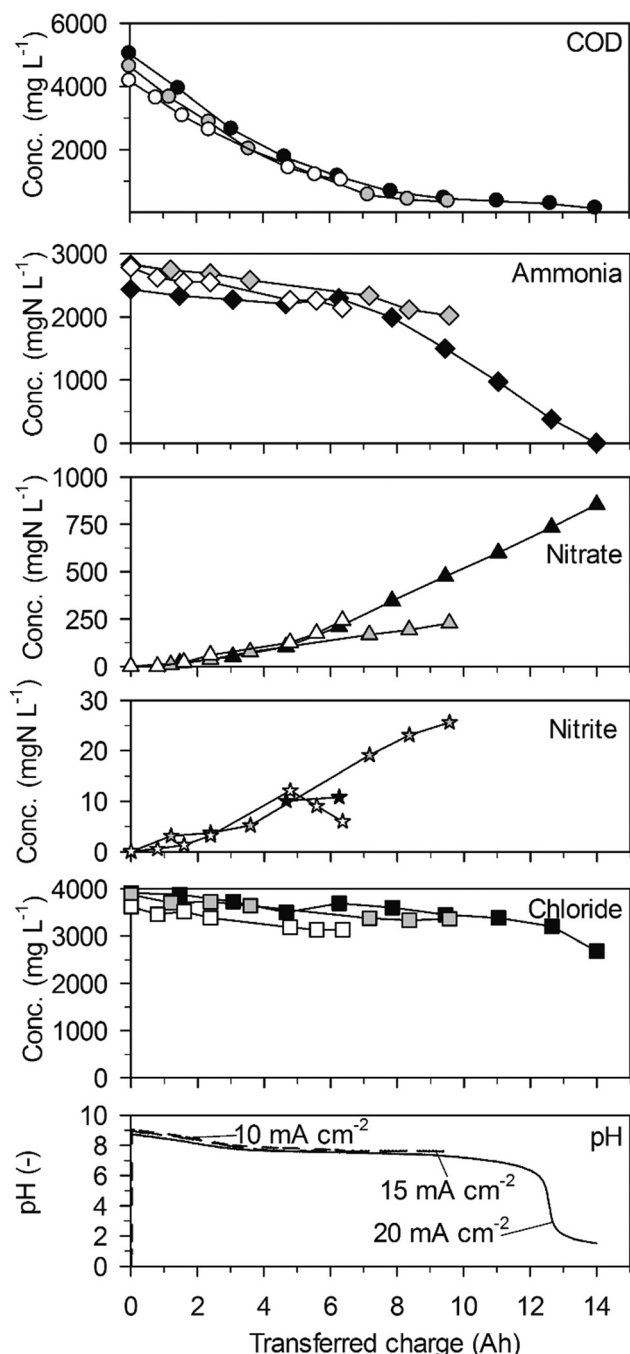 6000
COD
4000
2000
Conc. (mg L⁻¹)
3000
Ammonia
2000
1000
0
Conc. (mgN L⁻¹)
1000
750
Nitrate
500
250
0
Conc. (mgN L⁻¹)
30
Nitrite
20
10
0
Conc. (mgN L⁻¹)
4000
Chloride
3000
2000
1000
0
Conc. (mg L⁻¹)
10
pH
8
10 mA cm⁻²
6
15 mA cm⁻²
4
20 mA cm⁻²
2
0
pH (-)
0 2 4 6 8 10 12 14
Transferred charge (Ah)